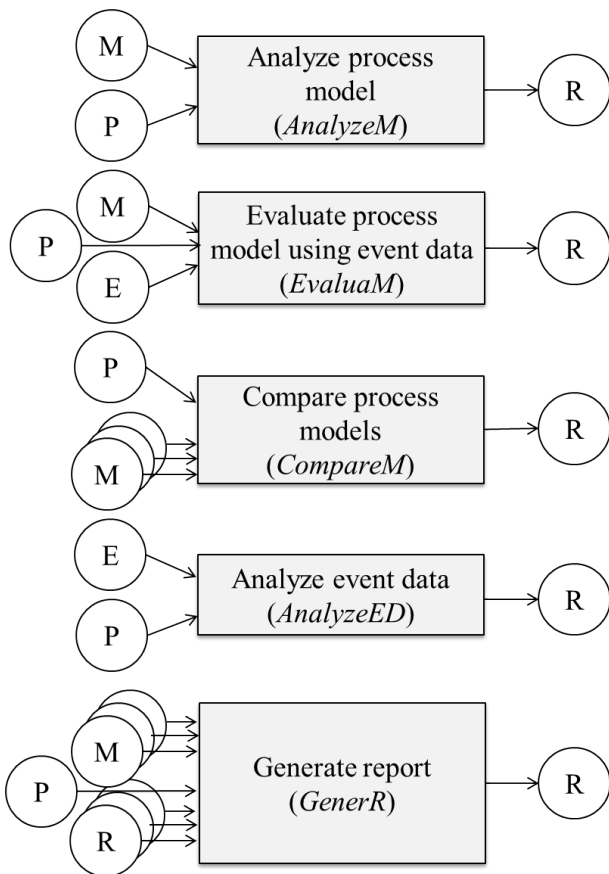 M
P
Analyze process
model
(AnalyzeM)
R
M
P
E
Evaluate process
model using event data
(EvaluaM)
R
P
M
Compare process
models
(CompareM)
R
E
P
Analyze event data
(AnalyzeED)
R
M
P
R
Generate report
(GenerR)
R